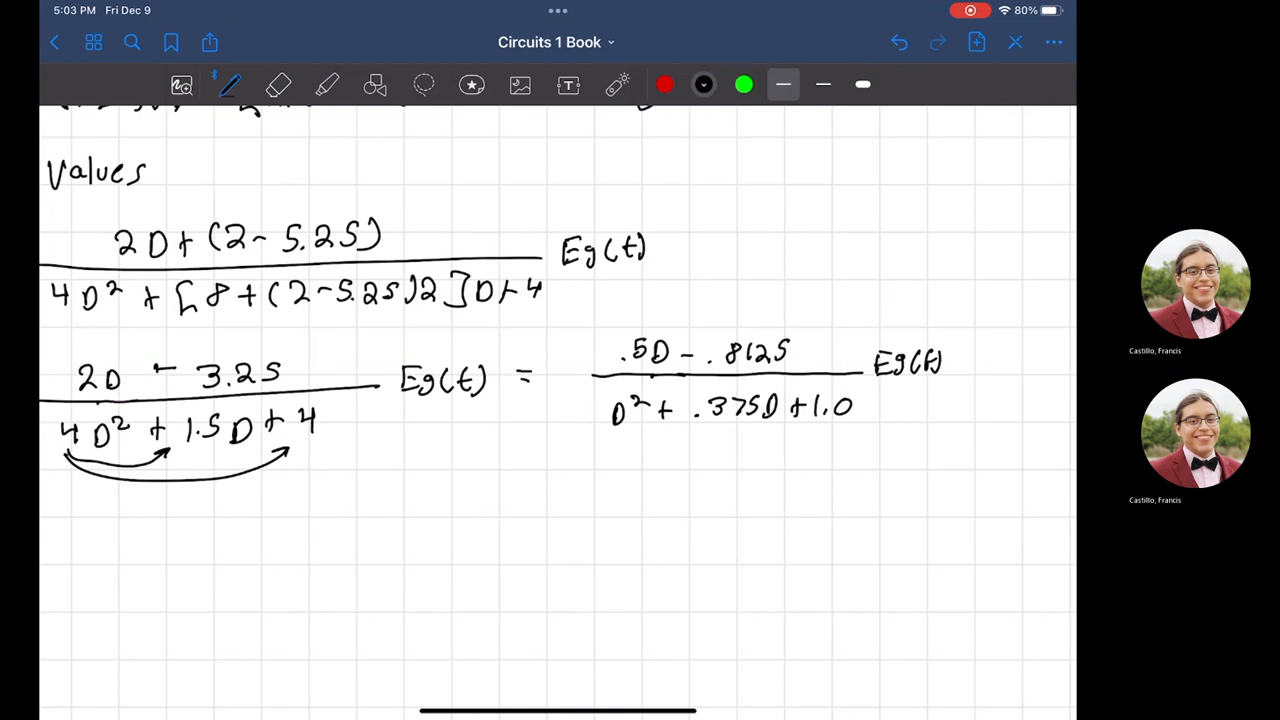 5:03 PM Fri Dec 9
80%
Circuits 1 Book
Values
2D + (2 - 5.25)
Eg(t)
4D² + [8 + (2-5.25)2]D + 4
2D - 3.25
Eg(t) =
4D² + 1.5D + 4
.5D - .8125
Eg(t)
D² + .375D + 1.0
Castillo, Francis
Castillo, Francis